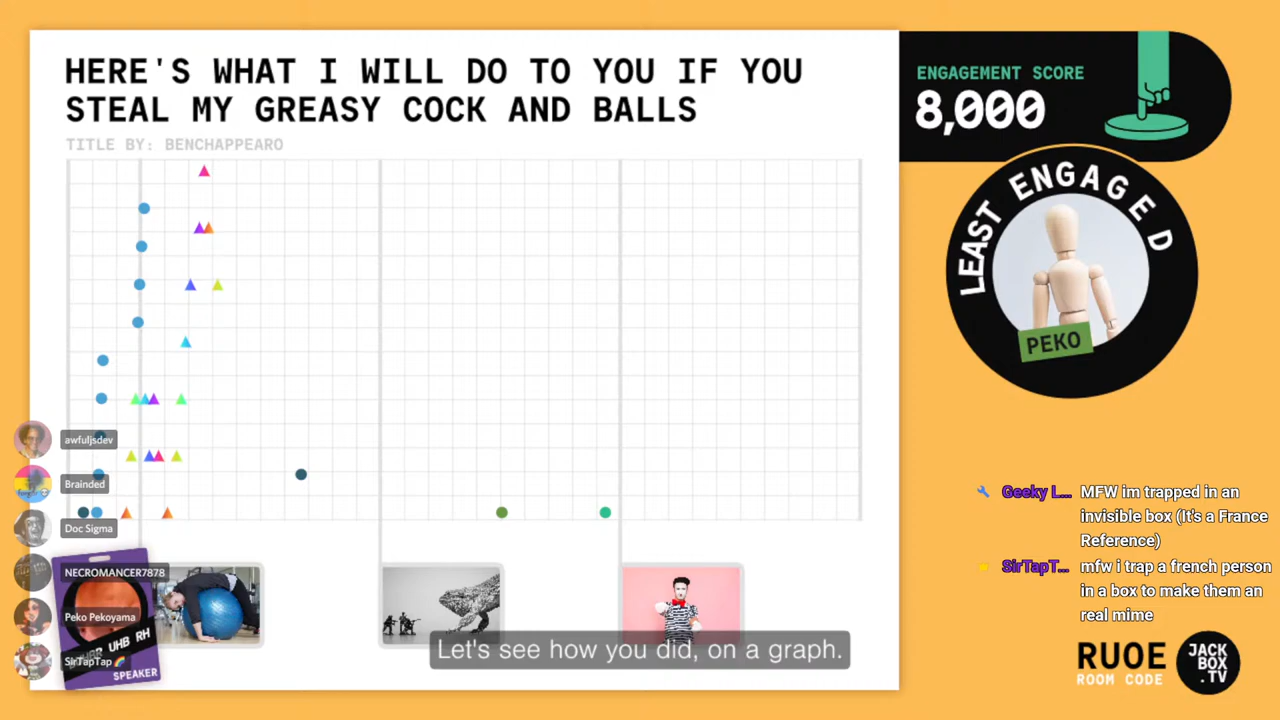 HERE'S WHAT I WILL DO TO YOU IF YOU
STEAL MY GREASY COCK AND BALLS
TITLE BY: BENCHAPPEARO
ENGAGEMENT SCORE
8,000
LEAST ENGAGED
PEKO
awfuljsdev
Brainded
Doc Sigma
NECROMANCER7878
Peko Pekoyama
SirTapTap 🌈
UHB RH
SPEAKER
Let's see how you did, on a graph.
Geeky L... MFW im trapped in an
invisible box (It's a France
Reference)
SirTapT... mfw i trap a french person
in a box to make them an
real mime
RUOE
ROOM CODE
JACK
BOX
.TV